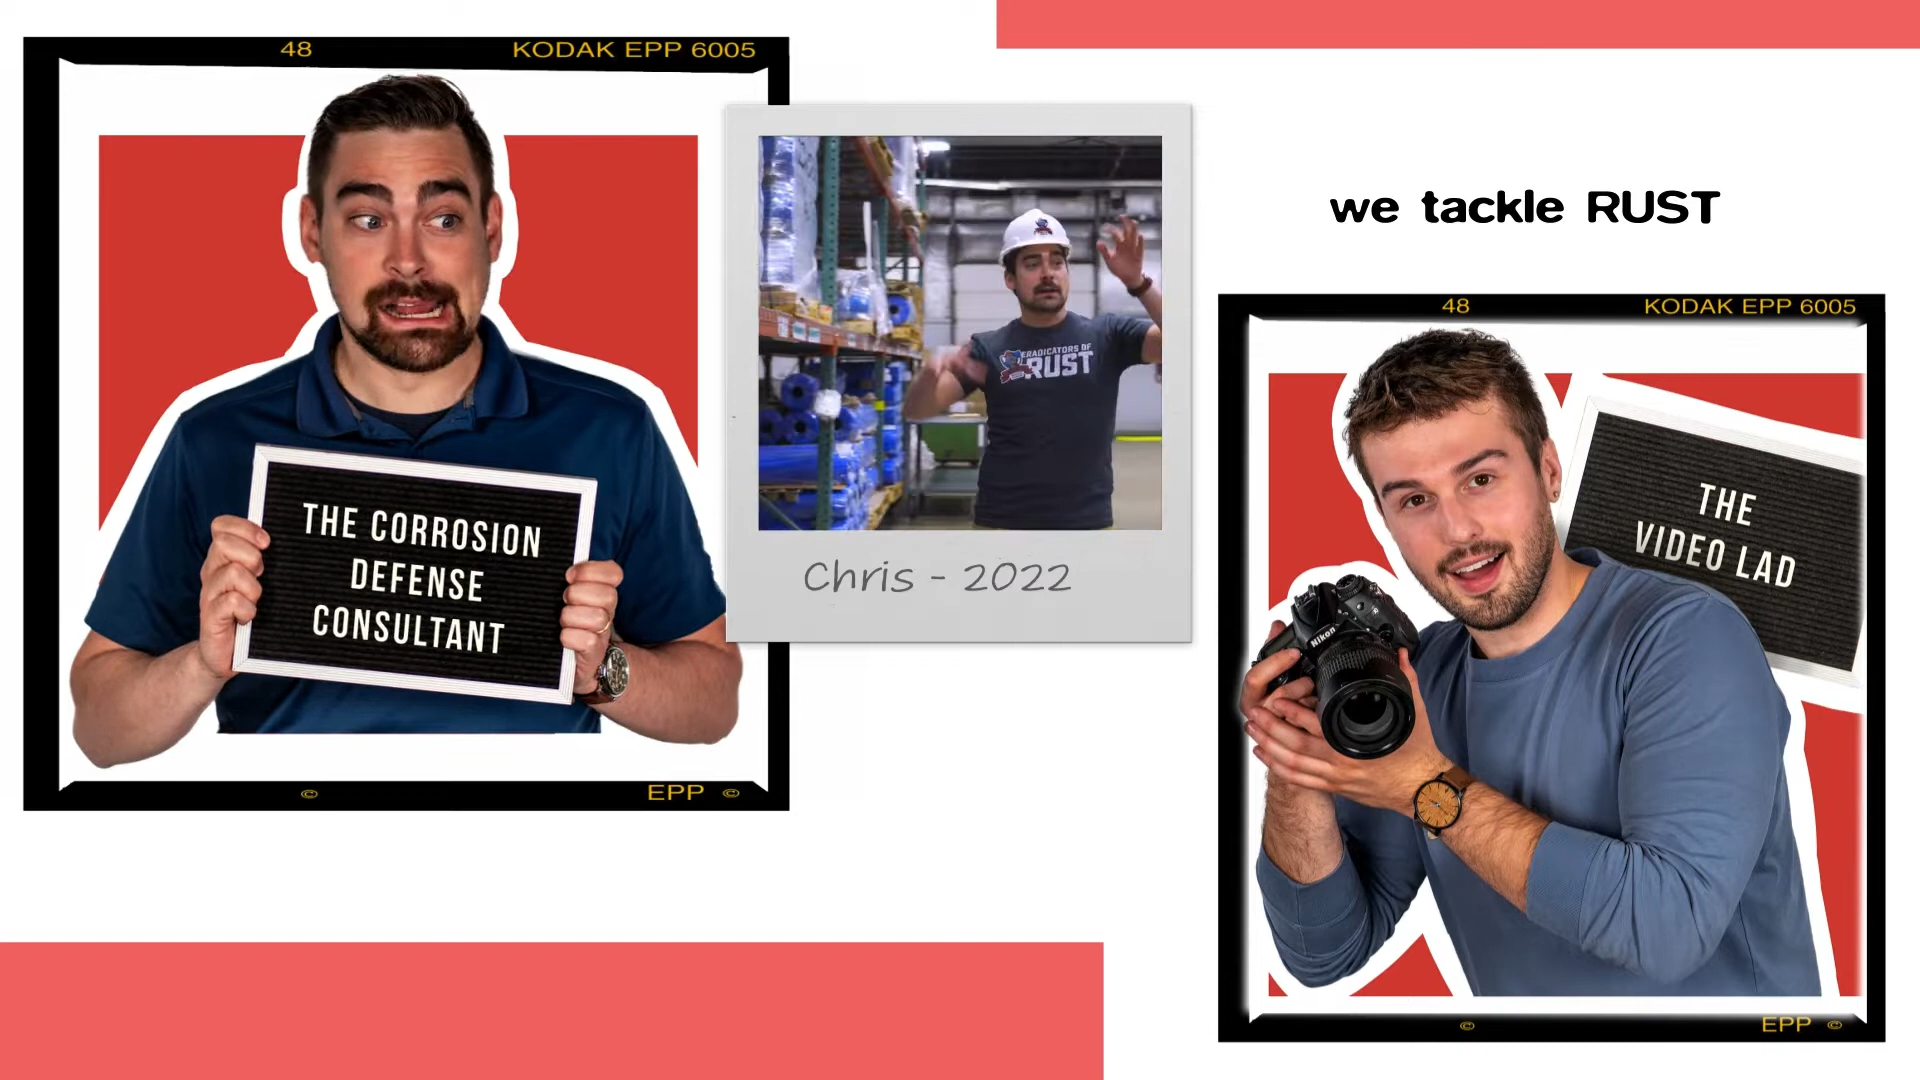 48 KODAK EPP 6005
THE CORROSION
DEFENSE
CONSULTANT
© EPP ©
ERADICATORS OF
RUST
Chris - 2022
we tackle RUST
48 KODAK EPP 6005
THE
VIDEO LAD
Nikon
© EPP ©